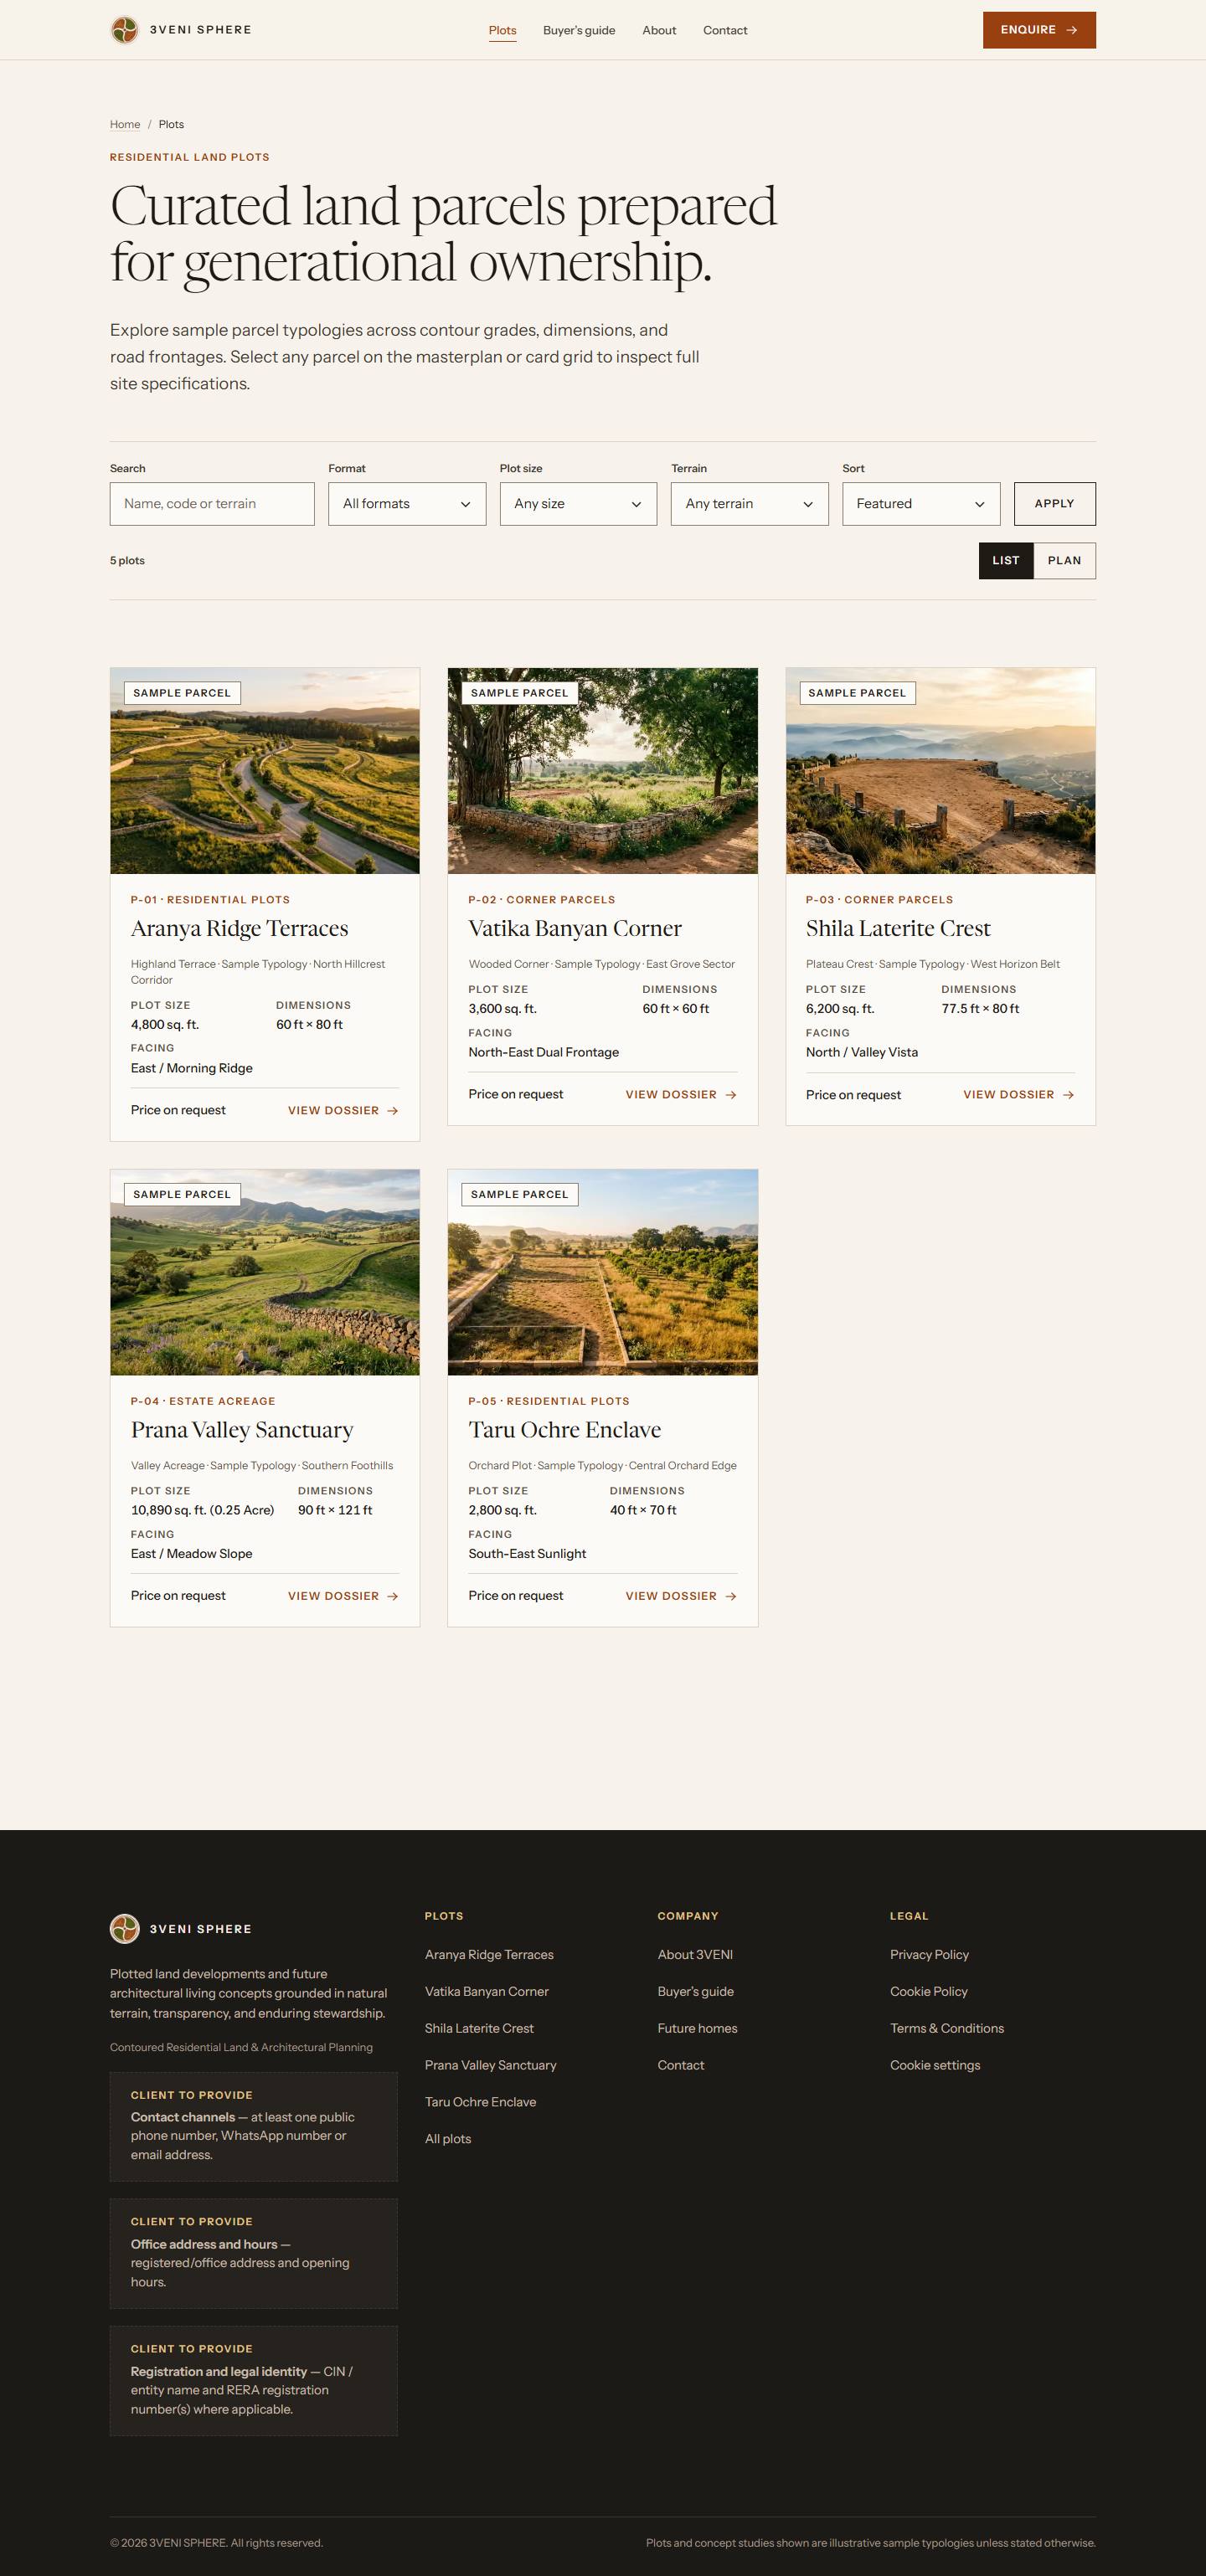 3VENI SPHERE
Plots
Buyer's guide
About
Contact
ENQUIRE →
Home / Plots
RESIDENTIAL LAND PLOTS
Curated land parcels prepared
for generational ownership.
Explore sample parcel typologies across contour grades, dimensions, and
road frontages. Select any parcel on the masterplan or card grid to inspect full
site specifications.
Search
Format
Plot size
Terrain
Sort
Name, code or terrain
All formats
Any size
Any terrain
Featured
APPLY
5 plots
LIST
PLAN
SAMPLE PARCEL
P-01 · RESIDENTIAL PLOTS
Aranya Ridge Terraces
Highland Terrace · Sample Typology · North Hillcrest
Corridor
PLOT SIZE
DIMENSIONS
4,800 sq. ft.
60 ft × 80 ft
FACING
East / Morning Ridge
Price on request
VIEW DOSSIER →
SAMPLE PARCEL
P-02 · CORNER PARCELS
Vatika Banyan Corner
Wooded Corner · Sample Typology · East Grove Sector
PLOT SIZE
DIMENSIONS
3,600 sq. ft.
60 ft × 60 ft
FACING
North-East Dual Frontage
Price on request
VIEW DOSSIER →
SAMPLE PARCEL
P-03 · CORNER PARCELS
Shila Laterite Crest
Plateau Crest · Sample Typology · West Horizon Belt
PLOT SIZE
DIMENSIONS
6,200 sq. ft.
77.5 ft × 80 ft
FACING
North / Valley Vista
Price on request
VIEW DOSSIER →
SAMPLE PARCEL
P-04 · ESTATE ACREAGE
Prana Valley Sanctuary
Valley Acreage · Sample Typology · Southern Foothills
PLOT SIZE
DIMENSIONS
10,890 sq. ft. (0.25 Acre)
90 ft × 121 ft
FACING
East / Meadow Slope
Price on request
VIEW DOSSIER →
SAMPLE PARCEL
P-05 · RESIDENTIAL PLOTS
Taru Ochre Enclave
Orchard Plot · Sample Typology · Central Orchard Edge
PLOT SIZE
DIMENSIONS
2,800 sq. ft.
40 ft × 70 ft
FACING
South-East Sunlight
Price on request
VIEW DOSSIER →
3VENI SPHERE
Plotted land developments and future
architectural living concepts grounded in natural
terrain, transparency, and enduring stewardship.
Contoured Residential Land & Architectural Planning
CLIENT TO PROVIDE
Contact channels — at least one public
phone number, WhatsApp number or
email address.
CLIENT TO PROVIDE
Office address and hours —
registered/office address and opening
hours.
CLIENT TO PROVIDE
Registration and legal identity — CIN /
entity name and RERA registration
number(s) where applicable.
PLOTS
Aranya Ridge Terraces
Vatika Banyan Corner
Shila Laterite Crest
Prana Valley Sanctuary
Taru Ochre Enclave
All plots
COMPANY
About 3VENI
Buyer's guide
Future homes
Contact
LEGAL
Privacy Policy
Cookie Policy
Terms & Conditions
Cookie settings
© 2026 3VENI SPHERE. All rights reserved.
Plots and concept studies shown are illustrative sample typologies unless stated otherwise.